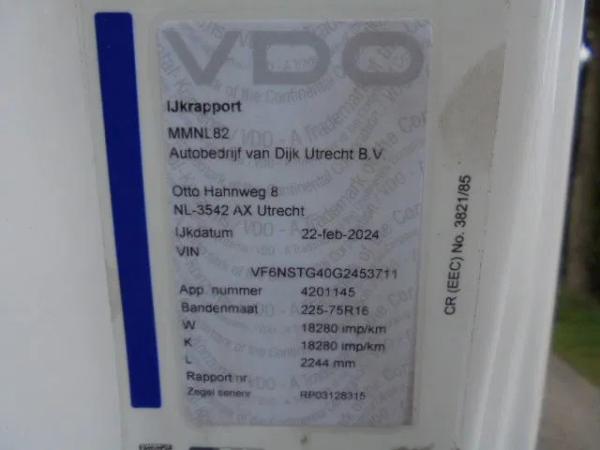 VDO
IJkrapport
MMNL82
Autobedrijf van Dijk Utrecht B.V.
Otto Hahnweg 8
NL-3542 AX Utrecht
IJkdatum 22-feb-2024
VIN
VF6NSTG40G2453711
App. nummer 4201145
Bandenmaat 225-75R16
W 18280 imp/km
K 18280 imp/km
L 2244 mm
Rapport nr.
Zegel serienr RP03128315
CR (EEC) No. 3821/85